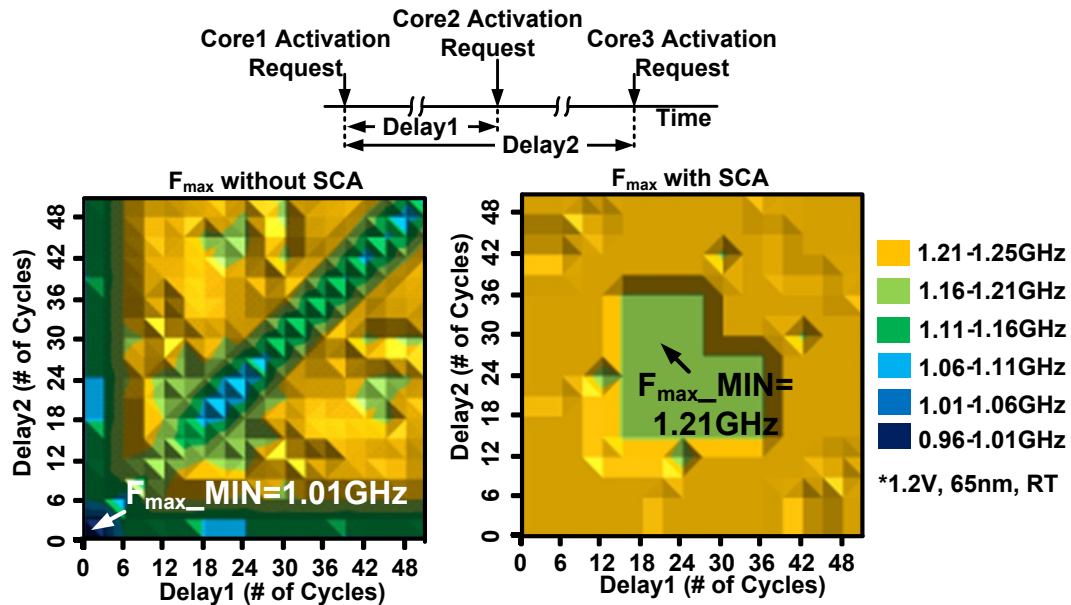 Core1 Activation
Request
Core2 Activation
Request
Core3 Activation
Request
Time
Delay1
Delay2
Fmax without SCA
Delay2 (# of Cycles)
48
42
36
30
24
18
12
6
0
Fmax_MIN=1.01GHz
0 6 12 18 24 30 36 42 48
Delay1 (# of Cycles)
Fmax with SCA
Delay2 (# of Cycles)
48
42
36
30
24
18
12
6
0
Fmax_MIN=
1.21GHz
0 6 12 18 24 30 36 42 48
Delay1 (# of Cycles)
1.21-1.25GHz
1.16-1.21GHz
1.11-1.16GHz
1.06-1.11GHz
1.01-1.06GHz
0.96-1.01GHz
*1.2V, 65nm, RT